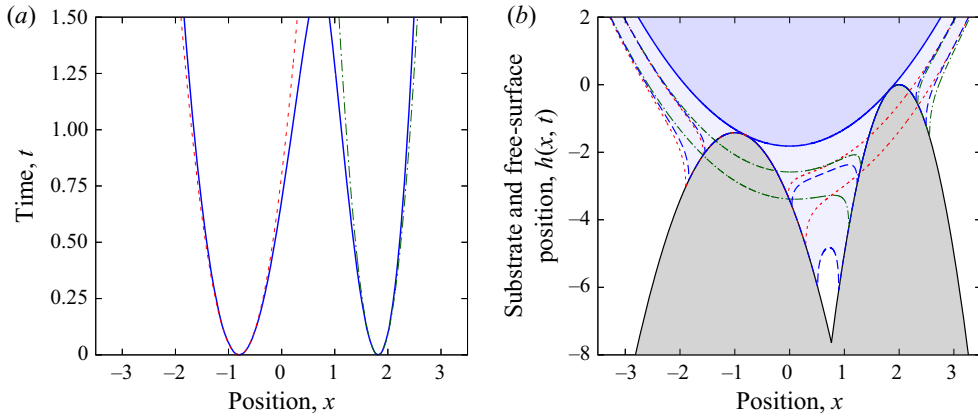 (a)
1.50
1.25
1.00
0.75
0.50
0.25
0
Time, t
–3 –2 –1 0 1 2 3
Position, x
(b)
2
0
–2
–4
–6
–8
Substrate and free-surface
position, h(x, t)
–3 –2 –1 0 1 2 3
Position, x